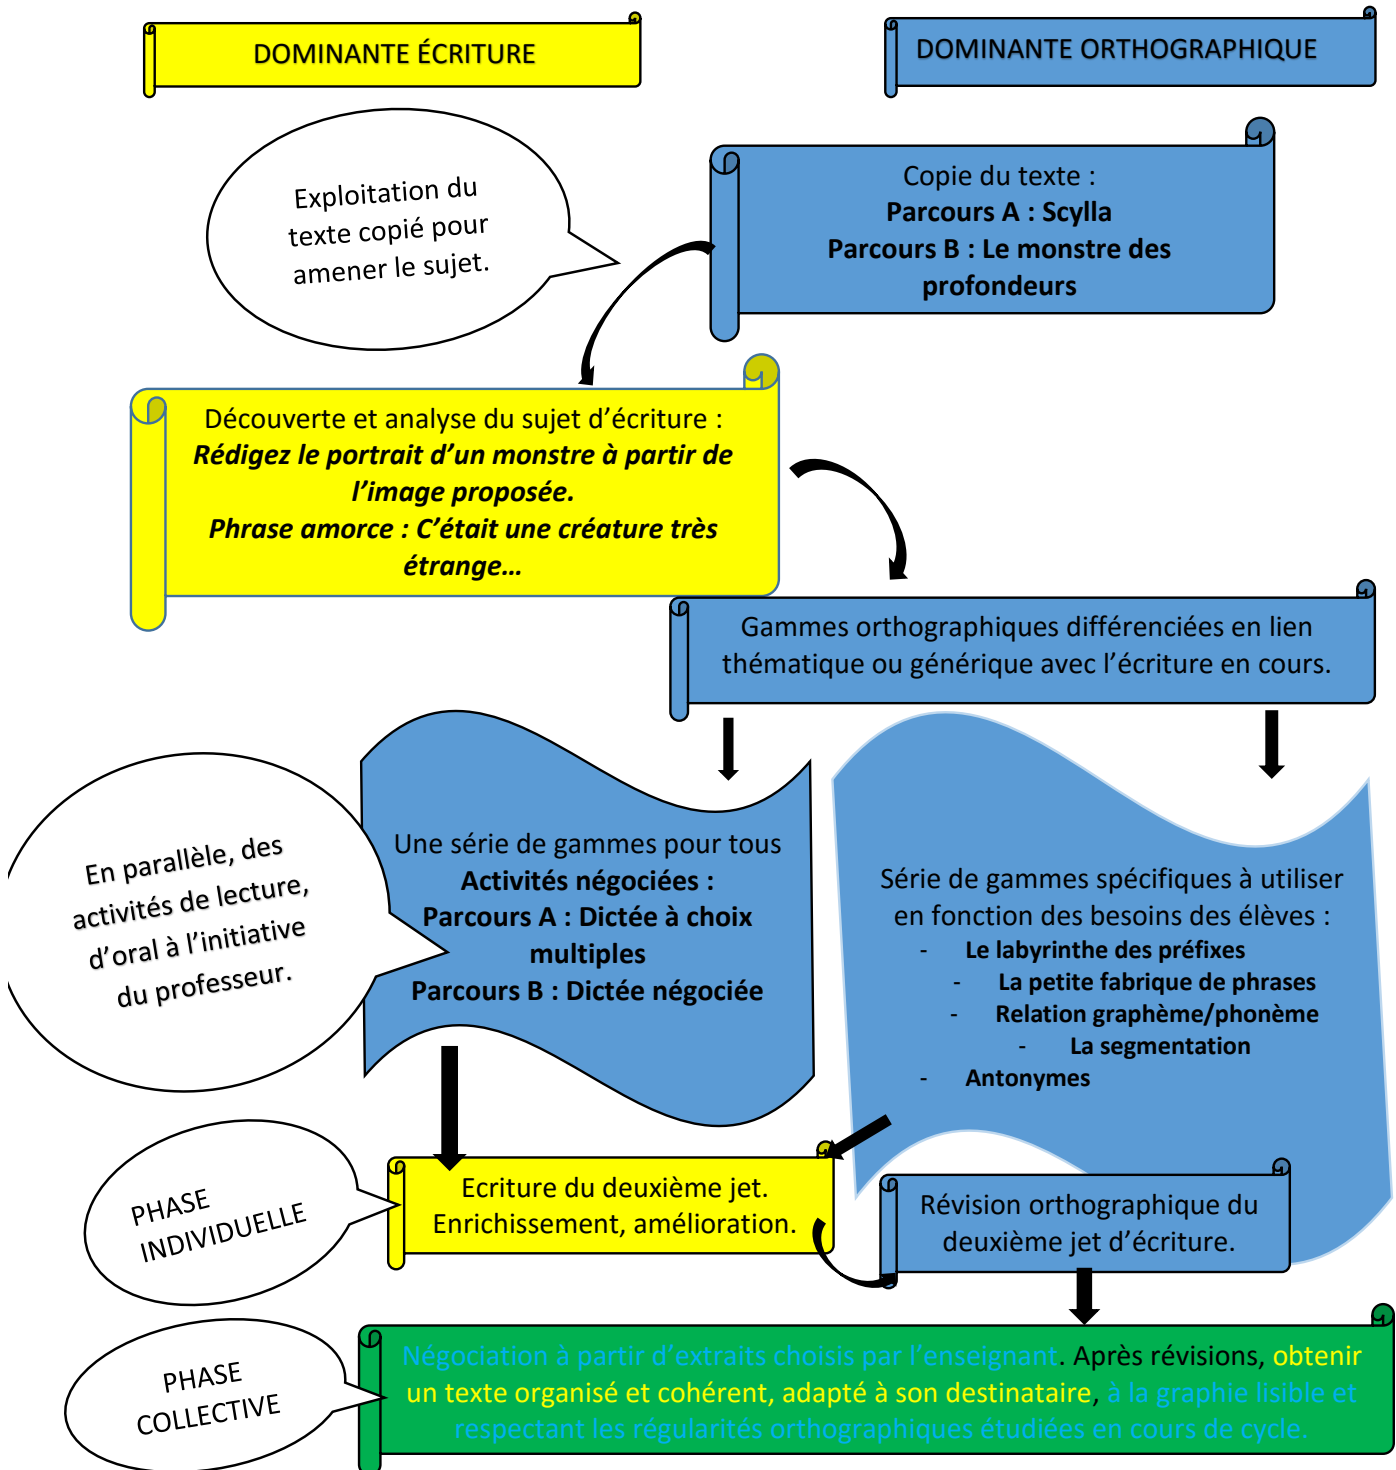 DOMINANTE ÉCRITURE
DOMINANTE ORTHOGRAPHIQUE
Exploitation du
texte copié pour
amener le sujet.
Copie du texte :
Parcours A : Scylla
Parcours B : Le monstre des
profondeurs
Découverte et analyse du sujet d’écriture :
Rédigez le portrait d’un monstre à partir de
l’image proposée.
Phrase amorce : C’était une créature très
étrange…
Gammes orthographiques différenciées en lien
thématique ou générique avec l’écriture en cours.
En parallèle, des
activités de lecture,
d’oral à l’initiative
du professeur.
Une série de gammes pour tous
Activités négociées :
Parcours A : Dictée à choix
multiples
Parcours B : Dictée négociée
Série de gammes spécifiques à utiliser
en fonction des besoins des élèves :
- Le labyrinthe des préfixes
- La petite fabrique de phrases
- Relation graphème/phonème
- La segmentation
- Antonymes
PHASE
INDIVIDUELLE
Ecriture du deuxième jet.
Enrichissement, amélioration.
Révision orthographique du
deuxième jet d’écriture.
PHASE
COLLECTIVE
Négociation à partir d’extraits choisis par l’enseignant. Après révisions, obtenir
un texte organisé et cohérent, adapté à son destinataire, à la graphie lisible et
respectant les régularités orthographiques étudiées en cours de cycle.